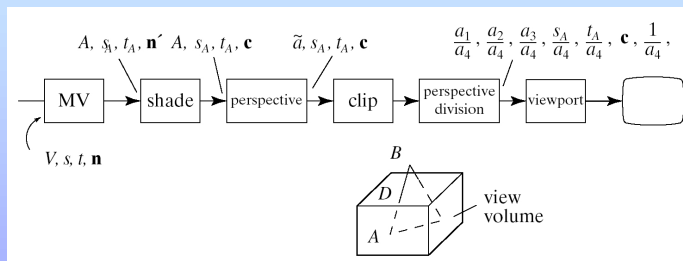 A, s_A, t_A, n´ A, s_A, t_A, c ã, s_A, t_A, c a₁/a₄, a₂/a₄, a₃/a₄, s_A/a₄, t_A/a₄, c, 1/a₄,
MV shade perspective clip perspective division viewport
V, s, t, n
B
D
A
view
volume